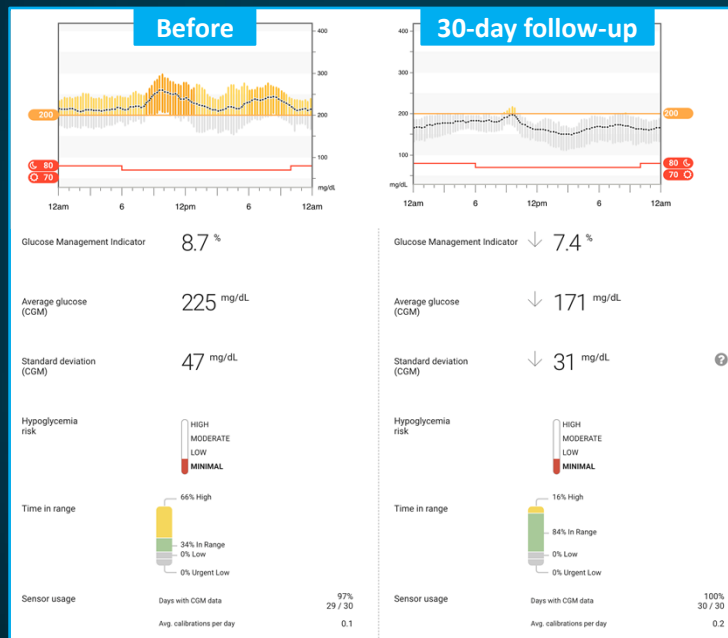 Before
30-day follow-up
400
300
200
100
mg/dL
200
80
70
12am 6 12pm 6 12am
400
300
200
100
mg/dL
200
80
70
12am 6 12pm 6 12am
Glucose Management Indicator 8.7 %
Average glucose
(CGM)
225 mg/dL
Standard deviation
(CGM)
47 mg/dL
Hypoglycemia
risk
HIGH
MODERATE
LOW
MINIMAL
Time in range
66% High
34% In Range
0% Low
0% Urgent Low
Sensor usage
Days with CGM data
97%
29 / 30
Avg. calibrations per day 0.1
Glucose Management Indicator ↓ 7.4 %
Average glucose
(CGM)
↓ 171 mg/dL
Standard deviation
(CGM)
↓ 31 mg/dL
?
Hypoglycemia
risk
HIGH
MODERATE
LOW
MINIMAL
Time in range
16% High
84% In Range
0% Low
0% Urgent Low
Sensor usage
Days with CGM data
100%
30 / 30
Avg. calibrations per day 0.2